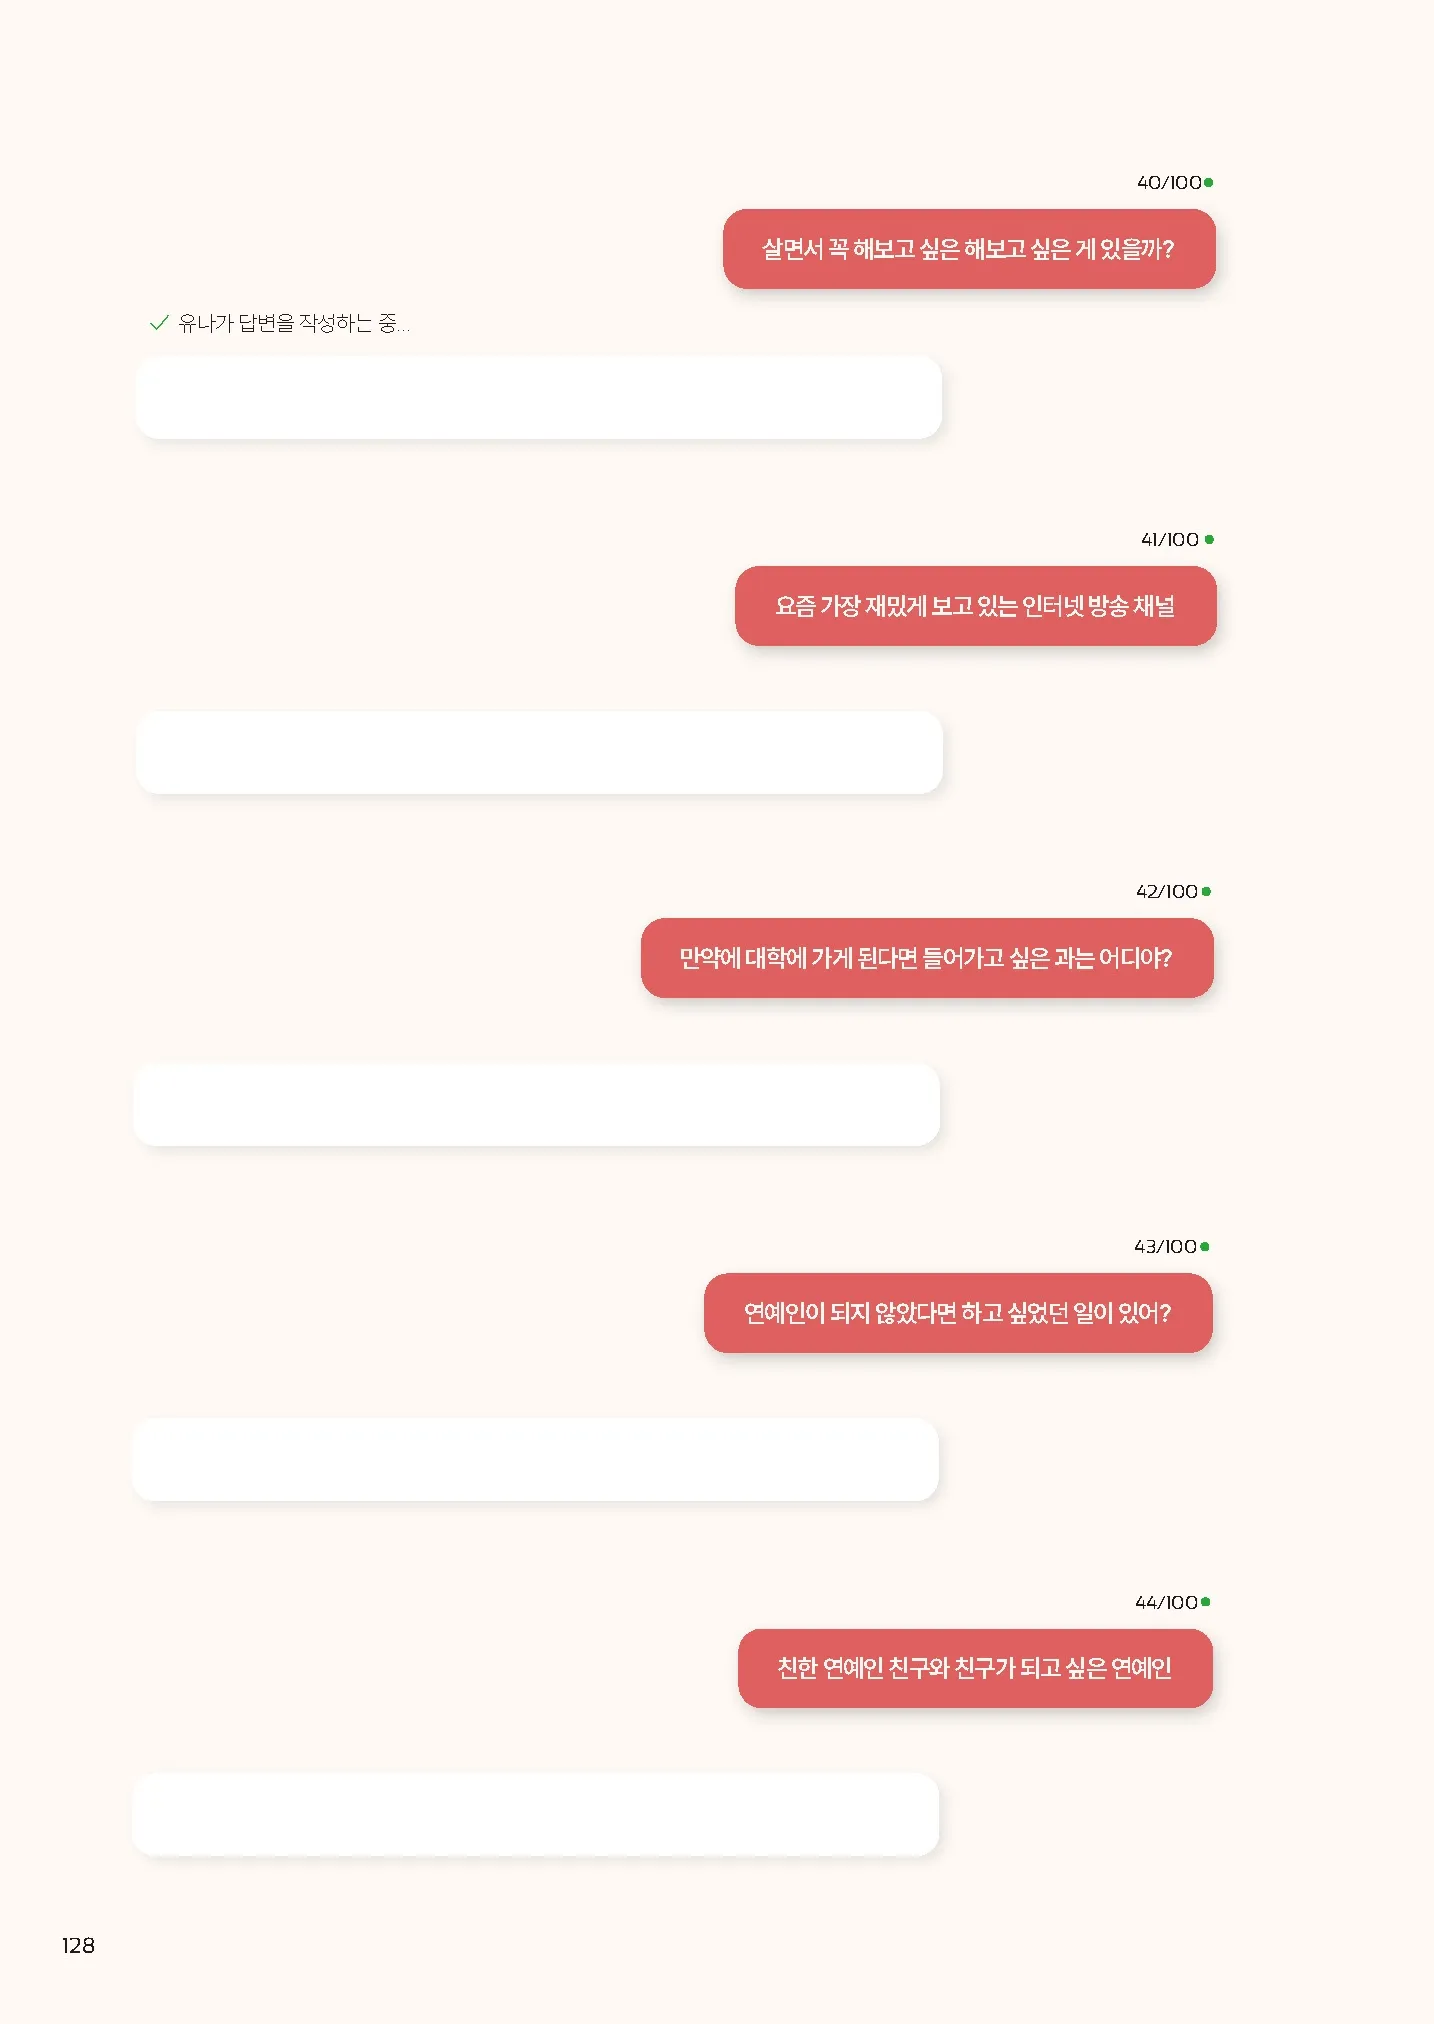 40/100
살면서 꼭 해보고 싶은 해보고 싶은 게 있을까?
유나가 답변을 작성하는 중...
41/100
요즘 가장 재밌게 보고 있는 인터넷 방송 채널
42/100
만약에 대학에 가게 된다면 들어가고 싶은 과는 어디야?
43/100
연예인이 되지 않았다면 하고 싶었던 일이 있어?
44/100
친한 연예인 친구와 친구가 되고 싶은 연예인
128